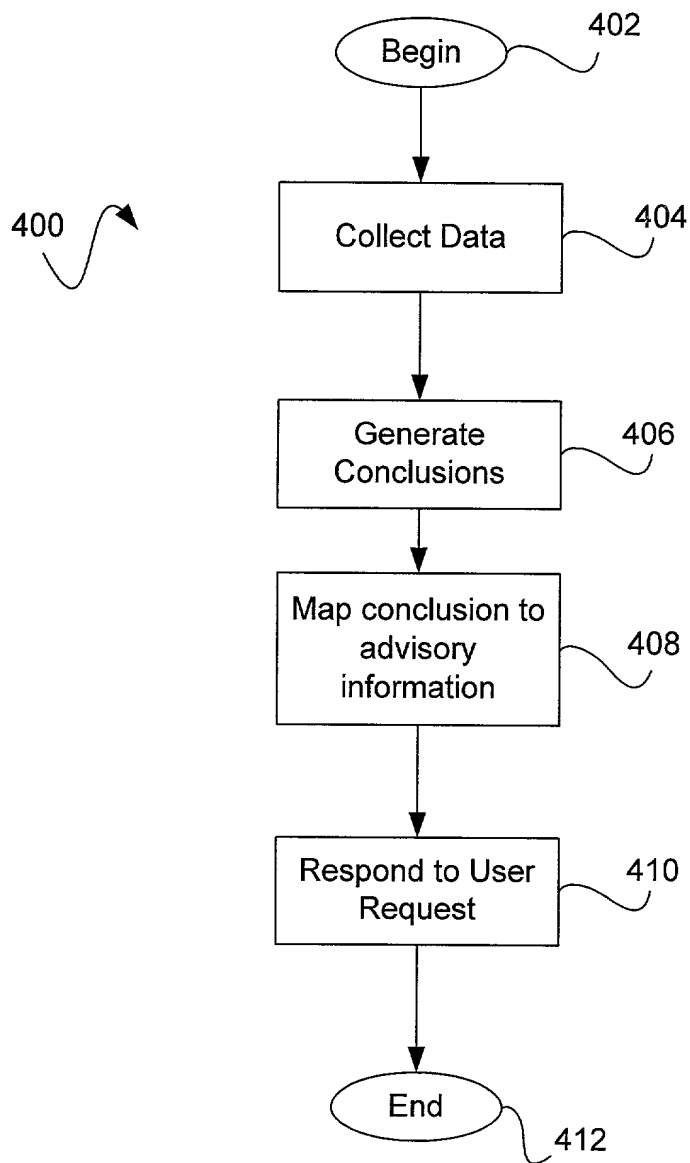 Begin
402
400
Collect Data
404
Generate
Conclusions
406
Map conclusion to
advisory
information
408
Respond to User
Request
410
End
412